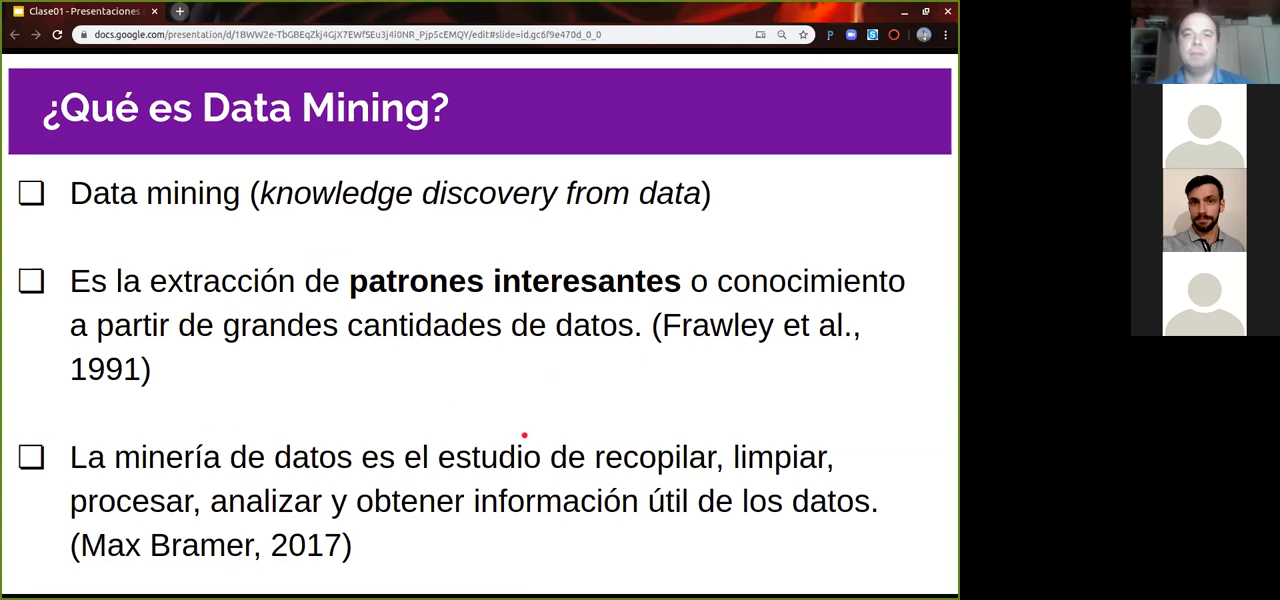 Clase01 - Presentaciones
docs.google.com/presentation/d/1BWW2e-TbGBEqZkj4GjX7EWfSEu3j4i0NR_Pjp5cEMQY/edit#slide=id.gc6f9e470d_0_0
¿Qué es Data Mining?
❏ Data mining (knowledge discovery from data)
❏ Es la extracción de patrones interesantes o conocimiento
a partir de grandes cantidades de datos. (Frawley et al.,
1991)
❏ La minería de datos es el estudio de recopilar, limpiar,
procesar, analizar y obtener información útil de los datos.
(Max Bramer, 2017)